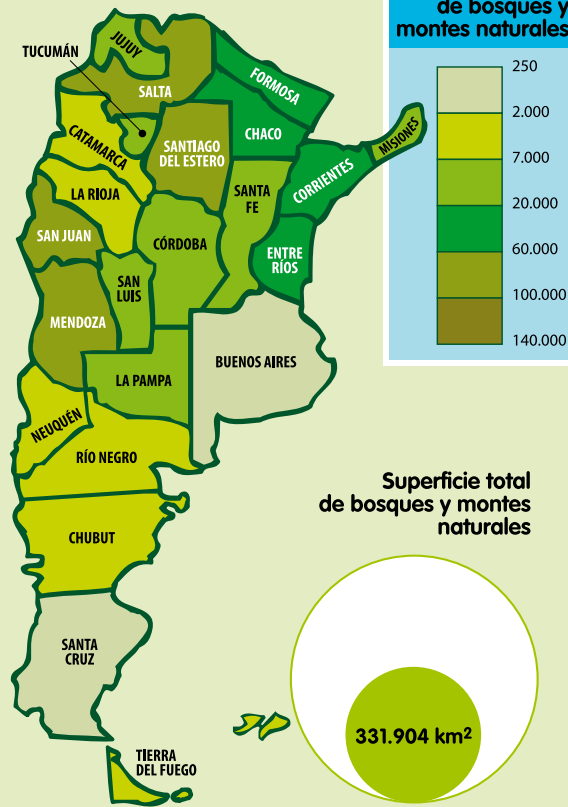 de bosques y
montes naturales
250
2.000
7.000
20.000
60.000
100.000
140.000
JUJUY
TUCUMÁN
SALTA
FORMOSA
CHACO
MISIONES
CATAMARCA
SANTIAGO
DEL ESTERO
CORRIENTES
LA RIOJA
SANTA
FE
SAN JUAN
CÓRDOBA
ENTRE
RÍOS
SAN
LUIS
MENDOZA
BUENOS AIRES
LA PAMPA
NEUQUÉN
RÍO NEGRO
CHUBUT
SANTA
CRUZ
TIERRA
DEL FUEGO
Superficie total
de bosques y montes
naturales
331.904 km²